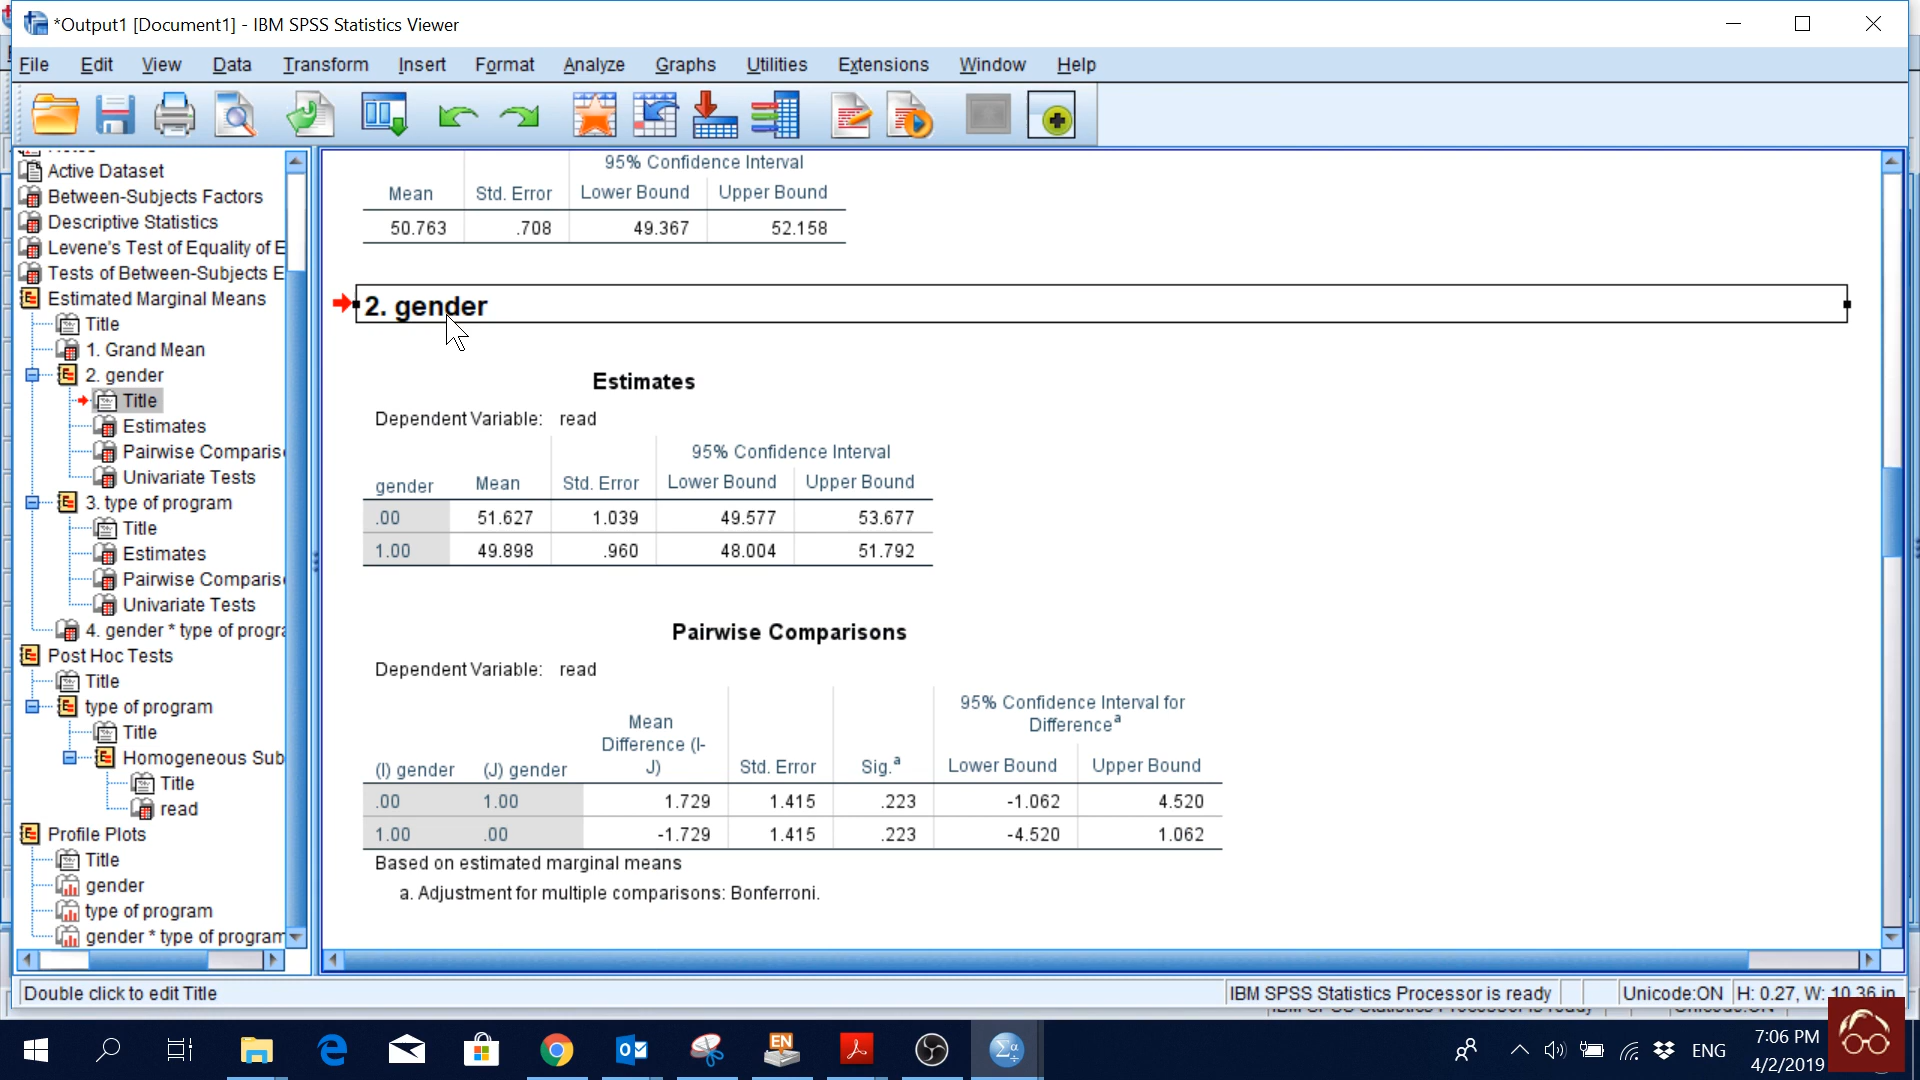 *Output1 [Document1] - IBM SPSS Statistics Viewer
File Edit View Data Transform Insert Format Analyze Graphs Utilities Extensions Window Help
Active Dataset
Between-Subjects Factors
Descriptive Statistics
Levene's Test of Equality of E
Tests of Between-Subjects E
Estimated Marginal Means
Title
1. Grand Mean
2. gender
Title
Estimates
Pairwise Comparis
Univariate Tests
3. type of program
Title
Estimates
Pairwise Comparis
Univariate Tests
4. gender * type of progra
Post Hoc Tests
Title
type of program
Title
Homogeneous Sub
Title
read
Profile Plots
Title
gender
type of program
gender * type of program
95% Confidence Interval
Mean Std. Error Lower Bound Upper Bound
50.763 .708 49.367 52.158
2. gender
Estimates
Dependent Variable: read
95% Confidence Interval
gender Mean Std. Error Lower Bound Upper Bound
.00 51.627 1.039 49.577 53.677
1.00 49.898 .960 48.004 51.792
Pairwise Comparisons
Dependent Variable: read
95% Confidence Interval for
Mean Difference a
Difference (I-
(I) gender (J) gender J) Std. Error Sig.a Lower Bound Upper Bound
.00 1.00 1.729 1.415 .223 -1.062 4.520
1.00 .00 -1.729 1.415 .223 -4.520 1.062
Based on estimated marginal means
a. Adjustment for multiple comparisons: Bonferroni.
Double click to edit Title
IBM SPSS Statistics Processor is ready Unicode:ON H: 0.27, W: 10.36 in
EN
ENG
7:06 PM
4/2/2019